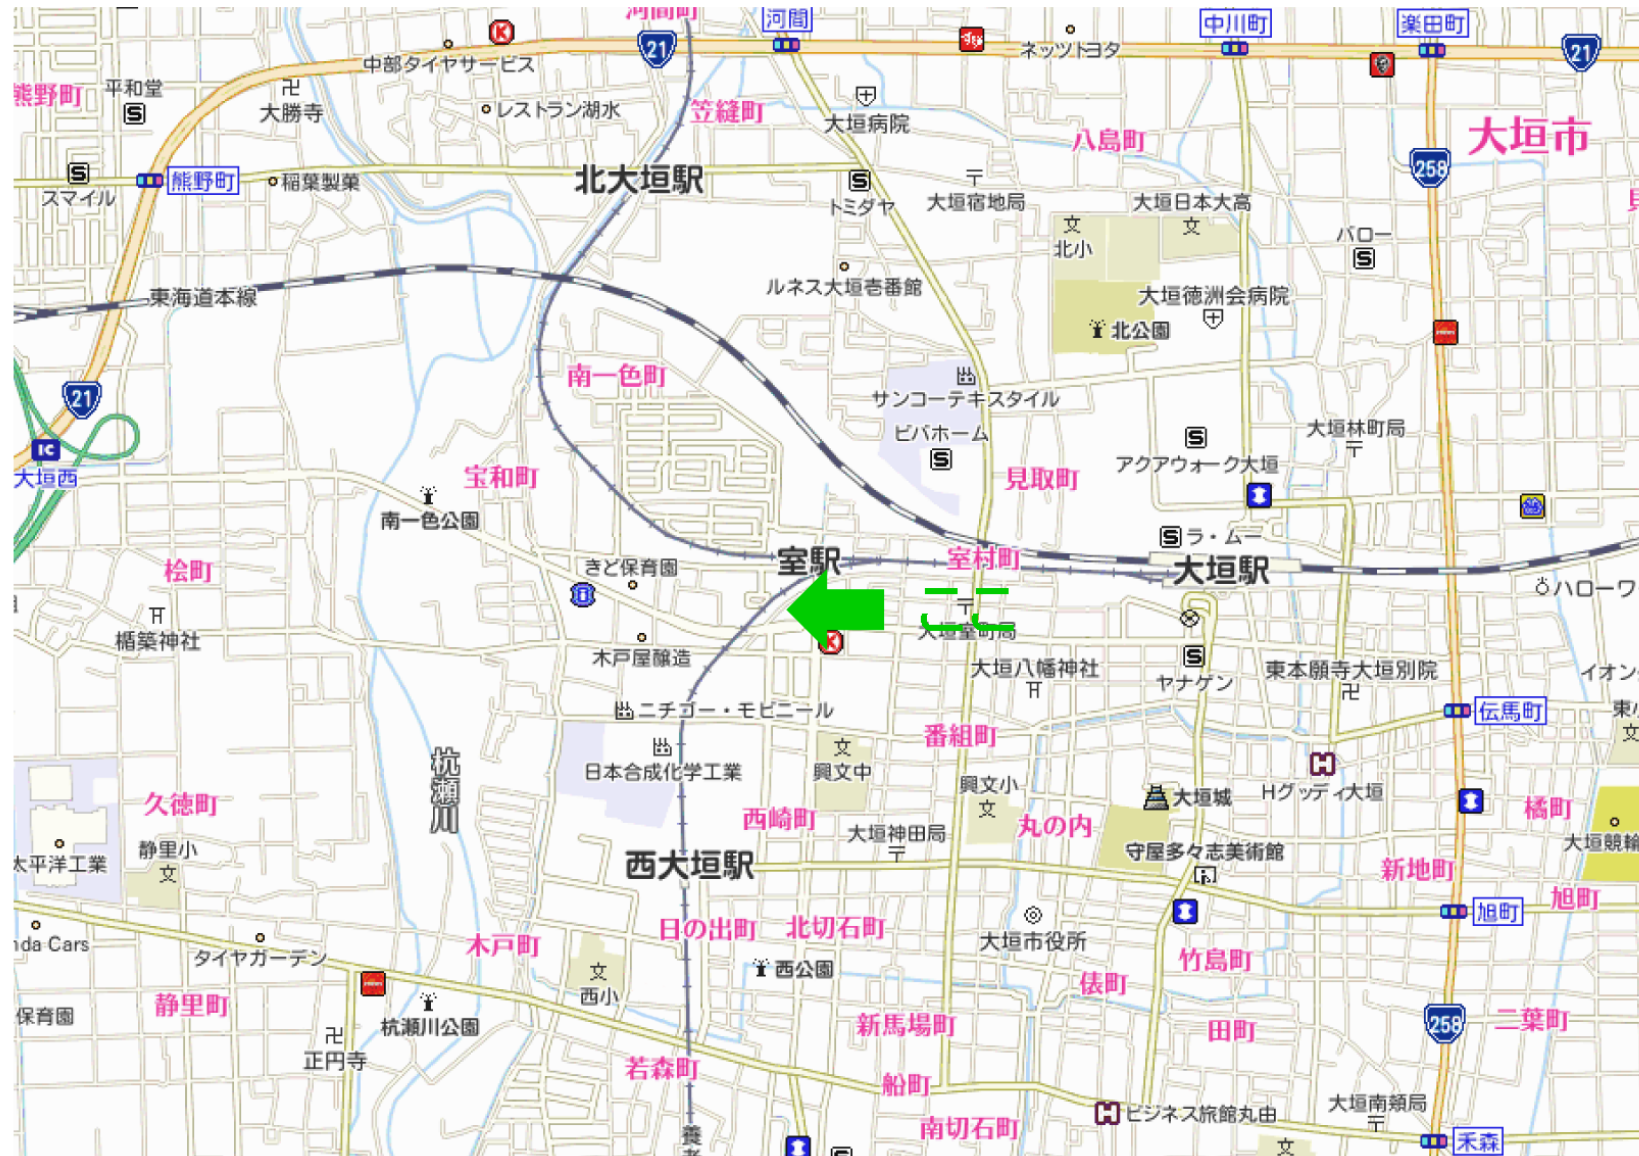 河間町
河間
中川町
楽田町
21
21
中部タイヤサービス
ネッツトヨタ
熊野町
平和堂
大勝寺
レストラン湖水
笠縫町
大垣病院
八島町
大垣市
258
スマイル
熊野町
稲葉製菓
北大垣駅
トミダヤ
大垣宿地局
大垣日本大高
北小
バロー
東海道本線
ルネス大垣壱番館
大垣徳洲会病院
北公園
南一色町
サンコーテキスタイル
21
ビバホーム
大垣林町局
IC
大垣西
宝和町
見取町
アクアウォーク大垣
南一色公園
ラ・ムー
桧町
きど保育園
室駅
室村町
大垣駅
ハローワ
楯築神社
木戸屋醸造
大垣室町局
大垣八幡神社
ヤナゲン
東本願寺大垣別院
イオン
ニチゴー・モビニール
番組町
伝馬町
東小
杭瀬川
日本合成化学工業
興文中
興文小
久徳町
西崎町
大垣城
Hグッディ大垣
橘町
丸の内
太平洋工業
静里小
大垣神田局
守屋多々志美術館
大垣競輪
西大垣駅
新地町
旭町
旭町
nda Cars
タイヤガーデン
木戸町
日の出町
北切石町
大垣市役所
竹島町
西公園
静里町
西小
俵町
保育園
杭瀬川公園
新馬場町
田町
258
二葉町
正円寺
若森町
船町
南切石町
ビジネス旅館丸由
大垣南頬局
禾森
養老